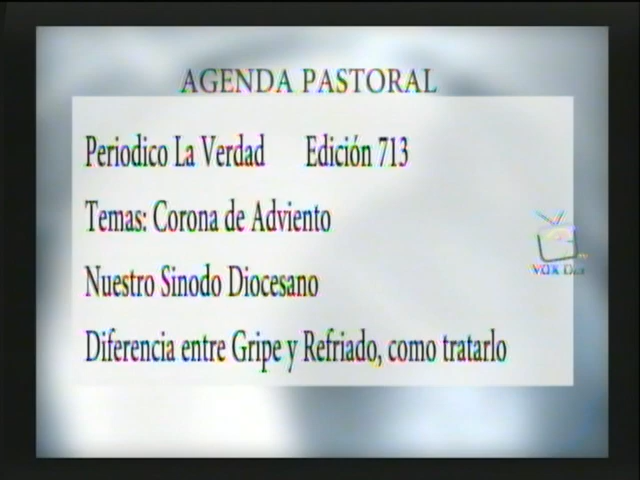 AGENDA PASTORAL
Periodico La Verdad Edición 713
Temas: Corona de Adviento
Nuestro Sinodo Diocesano
Diferencia entre Gripe y Refriado, como tratarlo
VOX